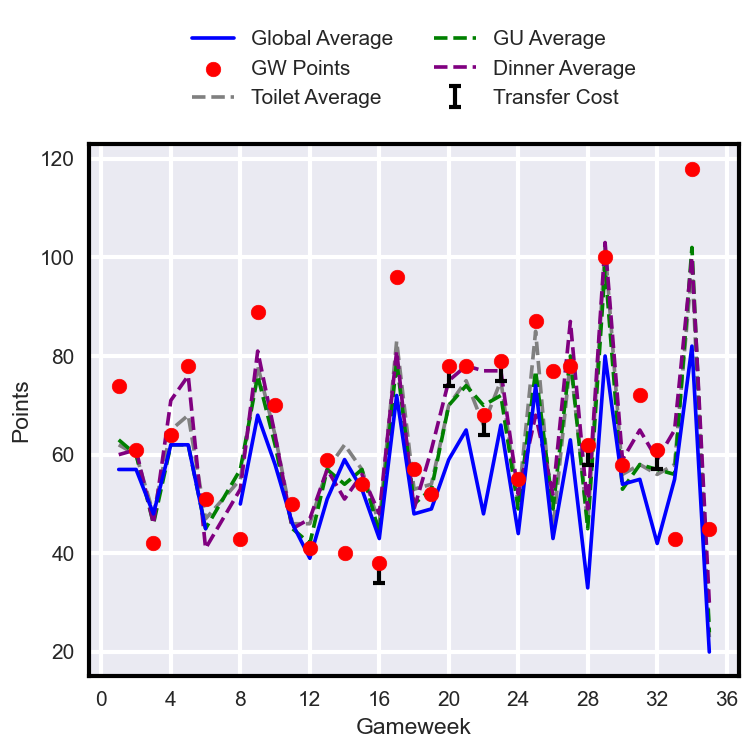 Global Average GU Average
GW Points Dinner Average
Toilet Average Transfer Cost
120
100
80
60
40
20
Points
0 4 8 12 16 20 24 28 32 36
Gameweek